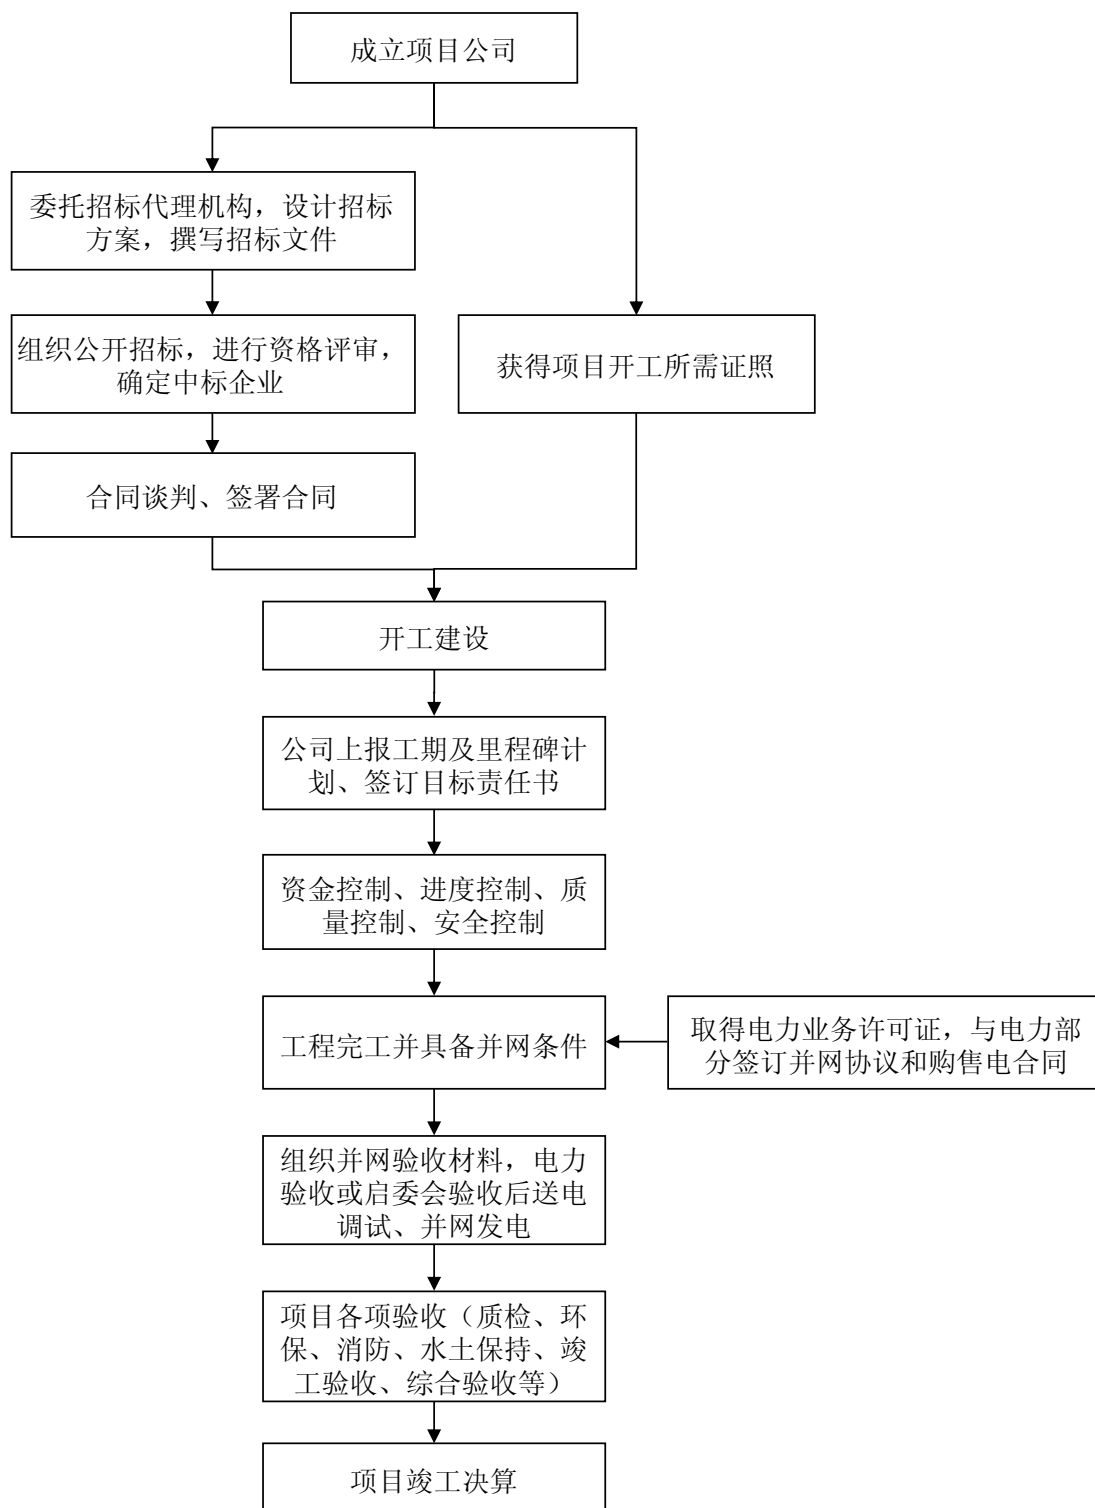 成立项目公司
委托招标代理机构，设计招标
方案，撰写招标文件
组织公开招标，进行资格评审，
确定中标企业
获得项目开工所需证照
合同谈判、签署合同
开工建设
公司上报工期及里程碑计
划、签订目标责任书
资金控制、进度控制、质
量控制、安全控制
工程完工并具备并网条件
取得电力业务许可证，与电力部
分签订并网协议和购售电合同
组织并网验收材料，电力
验收或启委会验收后送电
调试、并网发电
项目各项验收（质检、环
保、消防、水土保持、竣
工验收、综合验收等）
项目竣工决算